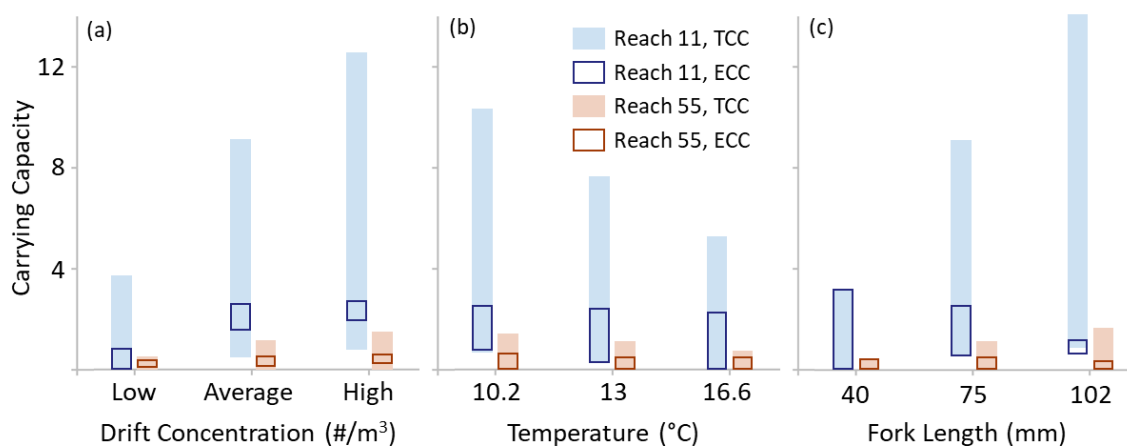 (a)
(b)
(c)
Reach 11, TCC
Reach 11, ECC
Reach 55, TCC
Reach 55, ECC
Carrying Capacity
12
8
4
Low Average High
Drift Concentration (#/m³)
10.2 13 16.6
Temperature (°C)
40 75 102
Fork Length (mm)